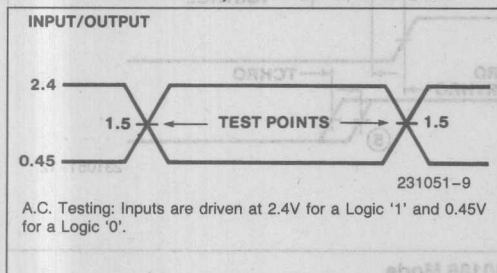 INPUT/OUTPUT
2.4
1.5 TEST POINTS 1.5
0.45
231051–9
A.C. Testing: Inputs are driven at 2.4V for a Logic ‘1’ and 0.45V
for a Logic ‘0’.